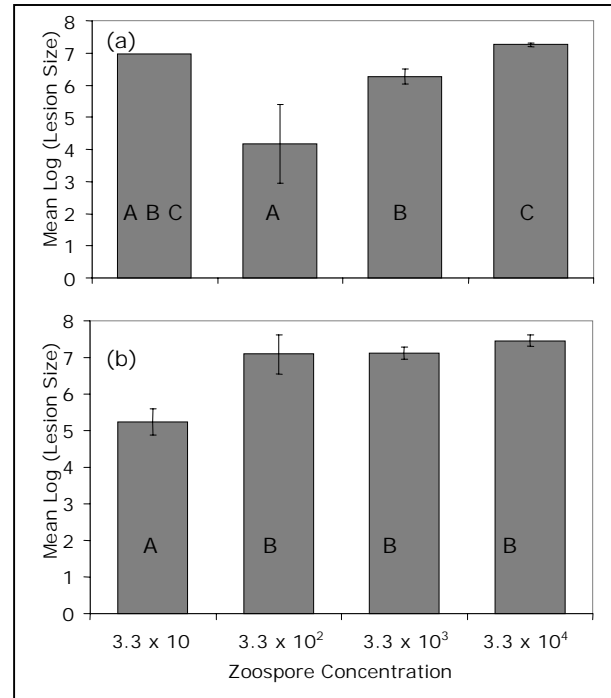 (a)
Mean Log (Lesion Size)
8
7
6
5
4
3
2
1
0
A B C
A
B
C
(b)
Mean Log (Lesion Size)
8
7
6
5
4
3
2
1
0
A
B
B
B
3.3 x 10
3.3 x 10²
3.3 x 10³
3.3 x 10⁴
Zoospore Concentration